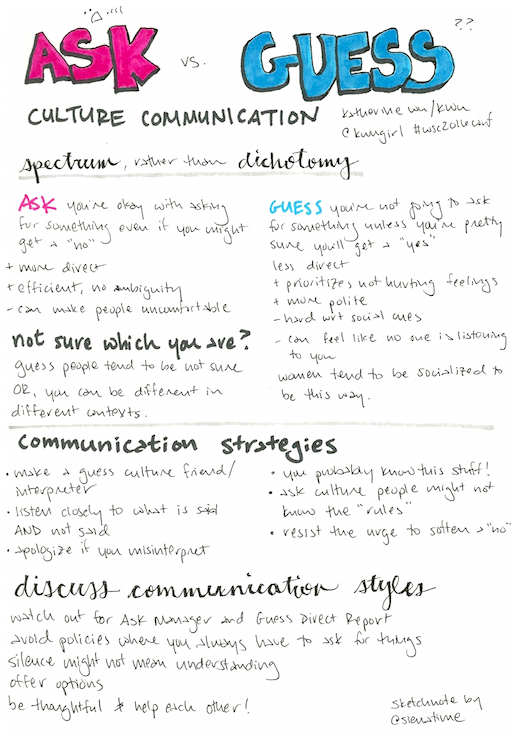 ??
ASK vs. GUESS
CULTURE COMMUNICATION
Katherine Wu/kwu
@kwugirl #wsc2016conf
spectrum, rather than dichotomy
ASK you're okay with asking
for something even if you might
get a "no"
+ more direct
+ efficient, no ambiguity
- can make people uncomfortable
not sure which you are?
guess people tend to be not sure
OR, you can be different in
different contexts.
GUESS you're not going to ask
for something unless you're pretty
sure you'll get a "yes"
less direct
+ prioritizes not hurting feelings
+ more polite
- hard wrt social cues
- can feel like no one is listening
to you
women tend to be socialized to
be this way.
communication strategies
• make a guess culture friend/
interpreter
• listen closely to what is said
AND not said
• apologize if you misinterpret
• you probably know this stuff!
• ask culture people might not
know the "rules"
• resist the urge to soften a "no"
discuss communication styles
watch out for Ask Manager and Guess Direct Report
avoid policies where you always have to ask for things
silence might not mean understanding
offer options
be thoughtful & help each other!
sketchnote by